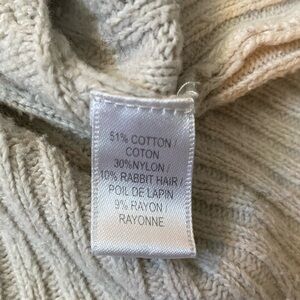 51% COTTON /
COTON
30%NYLON /
10% RABBIT HAIR /
POIL DE LAPIN
9% RAYON /
RAYONNE